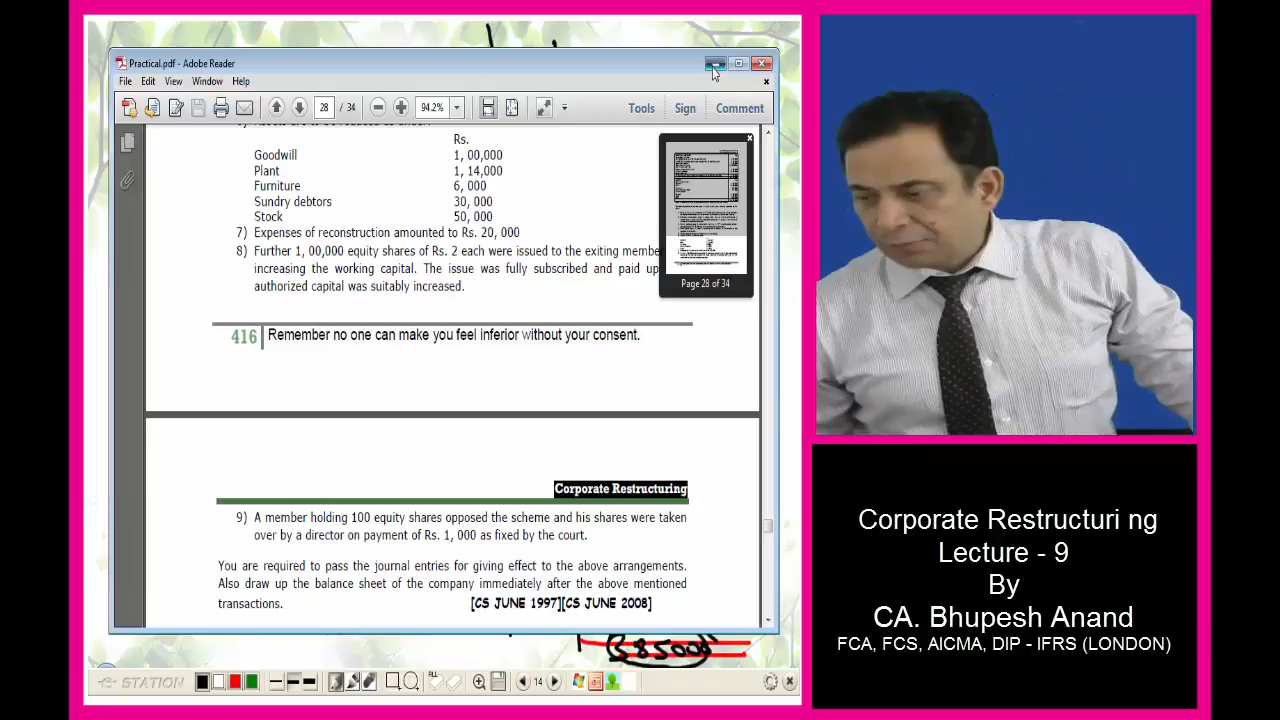 Practical.pdf - Adobe Reader
File Edit View Window Help
28 / 34 94.2% Tools Sign Comment
Rs.
Goodwill 1, 00,000
Plant 1, 14,000
Furniture 6, 000
Sundry debtors 30, 000
Stock 50, 000
7) Expenses of reconstruction amounted to Rs. 20, 000
8) Further 1, 00,000 equity shares of Rs. 2 each were issued to the exiting membe
increasing the working capital. The issue was fully subscribed and paid up
authorized capital was suitably increased.
Page 28 of 34
416 Remember no one can make you feel inferior without your consent.
Corporate Restructuring
9) A member holding 100 equity shares opposed the scheme and his shares were taken
over by a director on payment of Rs. 1, 000 as fixed by the court.
You are required to pass the journal entries for giving effect to the above arrangements.
Also draw up the balance sheet of the company immediately after the above mentioned
transactions. [CS JUNE 1997][CS JUNE 2008]
e-STATION 14
Corporate Restructuri ng
Lecture - 9
By
CA. Bhupesh Anand
FCA, FCS, AICMA, DIP - IFRS (LONDON)